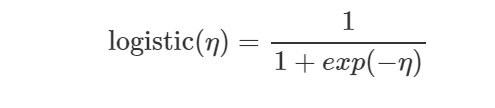 logistic(η) = 1 / 1 + exp(−η)